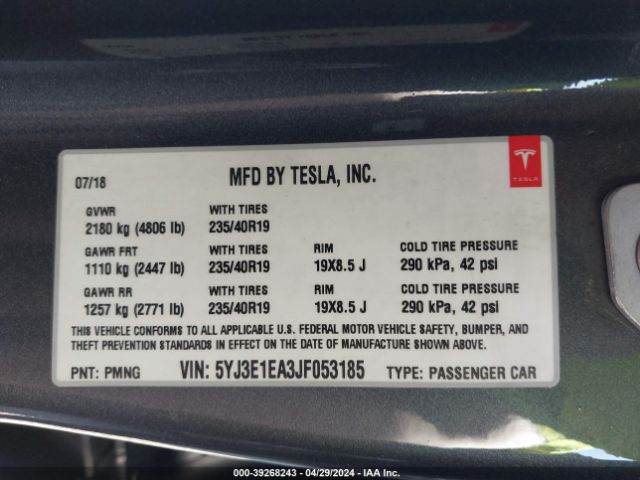 07/18
MFD BY TESLA, INC.
TESLA
GVWR WITH TIRES
2180 kg (4806 lb) 235/40R19
GAWR FRT WITH TIRES RIM COLD TIRE PRESSURE
1110 kg (2447 lb) 235/40R19 19X8.5 J 290 kPa, 42 psi
GAWR RR WITH TIRES RIM COLD TIRE PRESSURE
1257 kg (2771 lb) 235/40R19 19X8.5 J 290 kPa, 42 psi
THIS VEHICLE CONFORMS TO ALL APPLICABLE U.S. FEDERAL MOTOR VEHICLE SAFETY, BUMPER, AND
THEFT PREVENTION STANDARDS IN EFFECT ON THE DATE OF MANUFACTURE SHOWN ABOVE.
PNT: PMNG VIN: 5YJ3E1EA3JF053185 TYPE: PASSENGER CAR
000-39268243 - 04/29/2024 - IAA Inc.